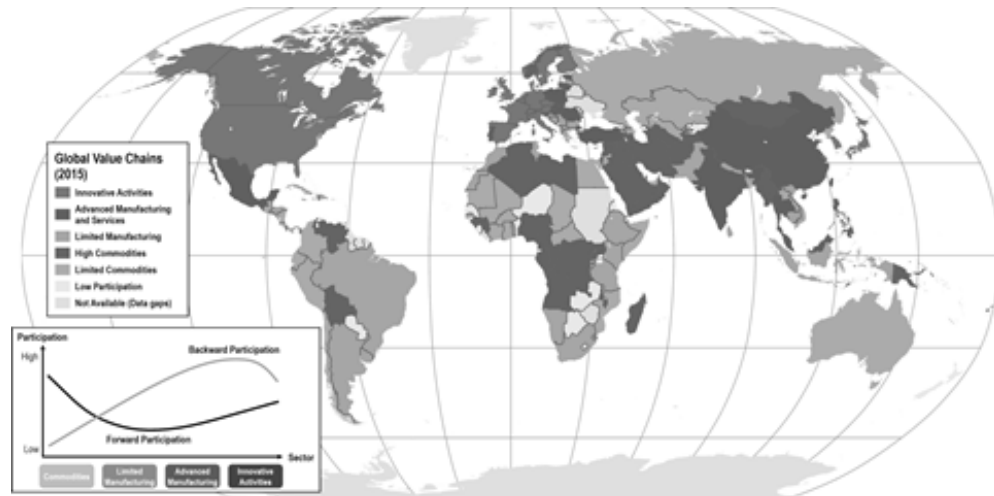 Global Value Chains
(2015)
Innovative Activities
Advanced Manufacturing
and Services
Limited Manufacturing
High Commodities
Limited Commodities
Low Participation
Not Available (Data gaps)
Participation
High
Backward Participation
Forward Participation
Low
Sector
Commodities
Limited
Manufacturing
Advanced
Manufacturing
Innovative
Activities